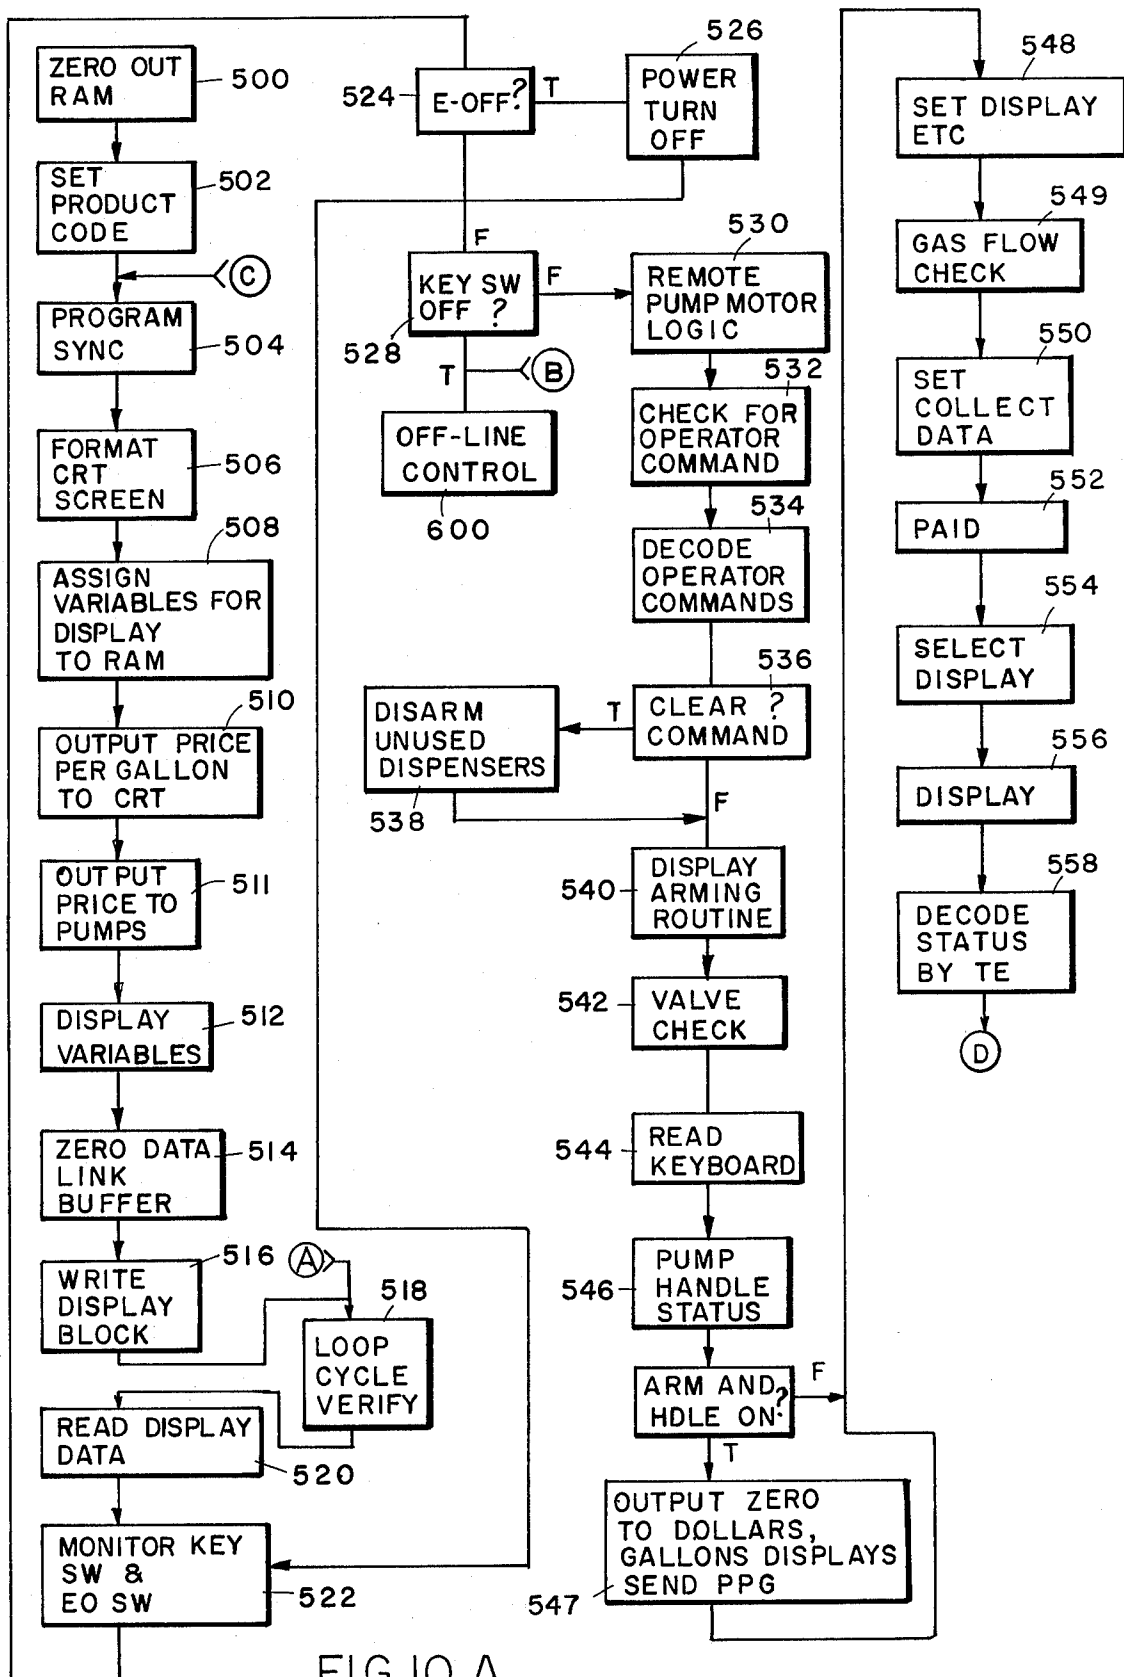 ZERO OUT
RAM
500
SET
PRODUCT
CODE
502
C
PROGRAM
SYNC
504
FORMAT
CRT
SCREEN
506
508
ASSIGN
VARIABLES FOR
DISPLAY
TO RAM
510
OUTPUT PRICE
PER GALLON
TO CRT
OUTPUT
PRICE TO
PUMPS
511
DISPLAY
VARIABLES
512
ZERO DATA
LINK
BUFFER
514
WRITE
DISPLAY
BLOCK
516
A
518
LOOP
CYCLE
VERIFY
READ DISPLAY
DATA
520
MONITOR KEY
SW &
EO SW
522
524
E-OFF?
T
526
POWER
TURN
OFF
F
KEY SW
OFF ?
528
F
T
B
OFF-LINE
CONTROL
600
530
REMOTE
PUMP MOTOR
LOGIC
532
CHECK FOR
OPERATOR
COMMAND
534
DECODE
OPERATOR
COMMANDS
536
CLEAR ?
COMMAND
T
DISARM
UNUSED
DISPENSERS
538
F
540
DISPLAY
ARMING
ROUTINE
542
VALVE
CHECK
544
READ
KEYBOARD
546
PUMP
HANDLE
STATUS
ARM AND
HDLE ON?
F
T
OUTPUT ZERO
TO DOLLARS,
GALLONS DISPLAYS
SEND PPG
547
548
SET DISPLAY
ETC
549
GAS FLOW
CHECK
550
SET
COLLECT
DATA
552
PAID
554
SELECT
DISPLAY
556
DISPLAY
558
DECODE
STATUS
BY TE
D
FIG.10 A